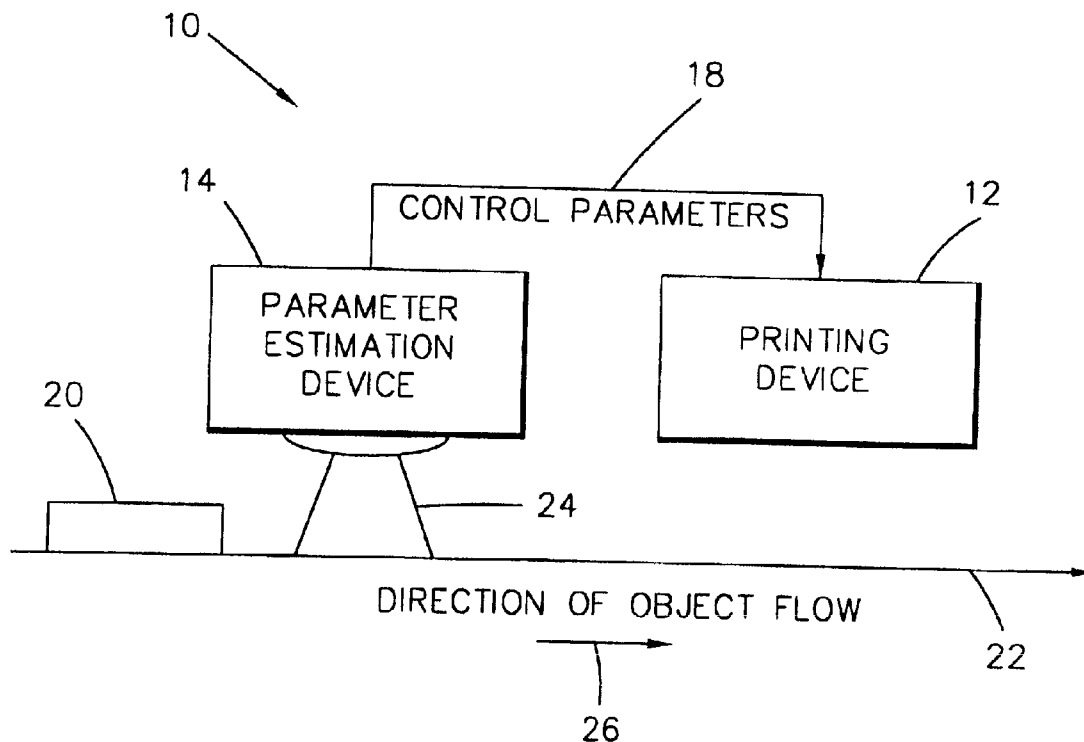 10
18
14
CONTROL PARAMETERS
12
PARAMETER
ESTIMATION
DEVICE
PRINTING
DEVICE
20
24
DIRECTION OF OBJECT FLOW
22
26